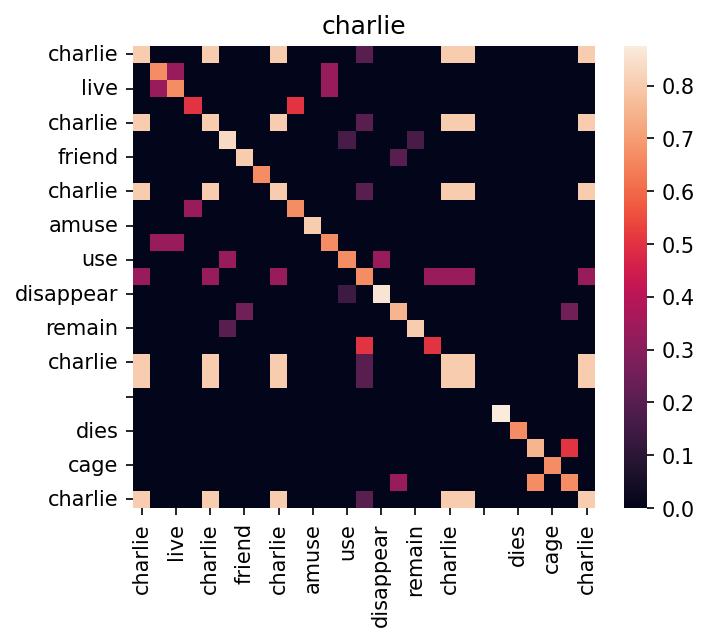 charlie
charlie
live
charlie
friend
charlie
amuse
use
disappear
remain
charlie
dies
cage
charlie
0.8
0.7
0.6
0.5
0.4
0.3
0.2
0.1
0.0
charlie
live
charlie
friend
charlie
amuse
use
disappear
remain
charlie
dies
cage
charlie